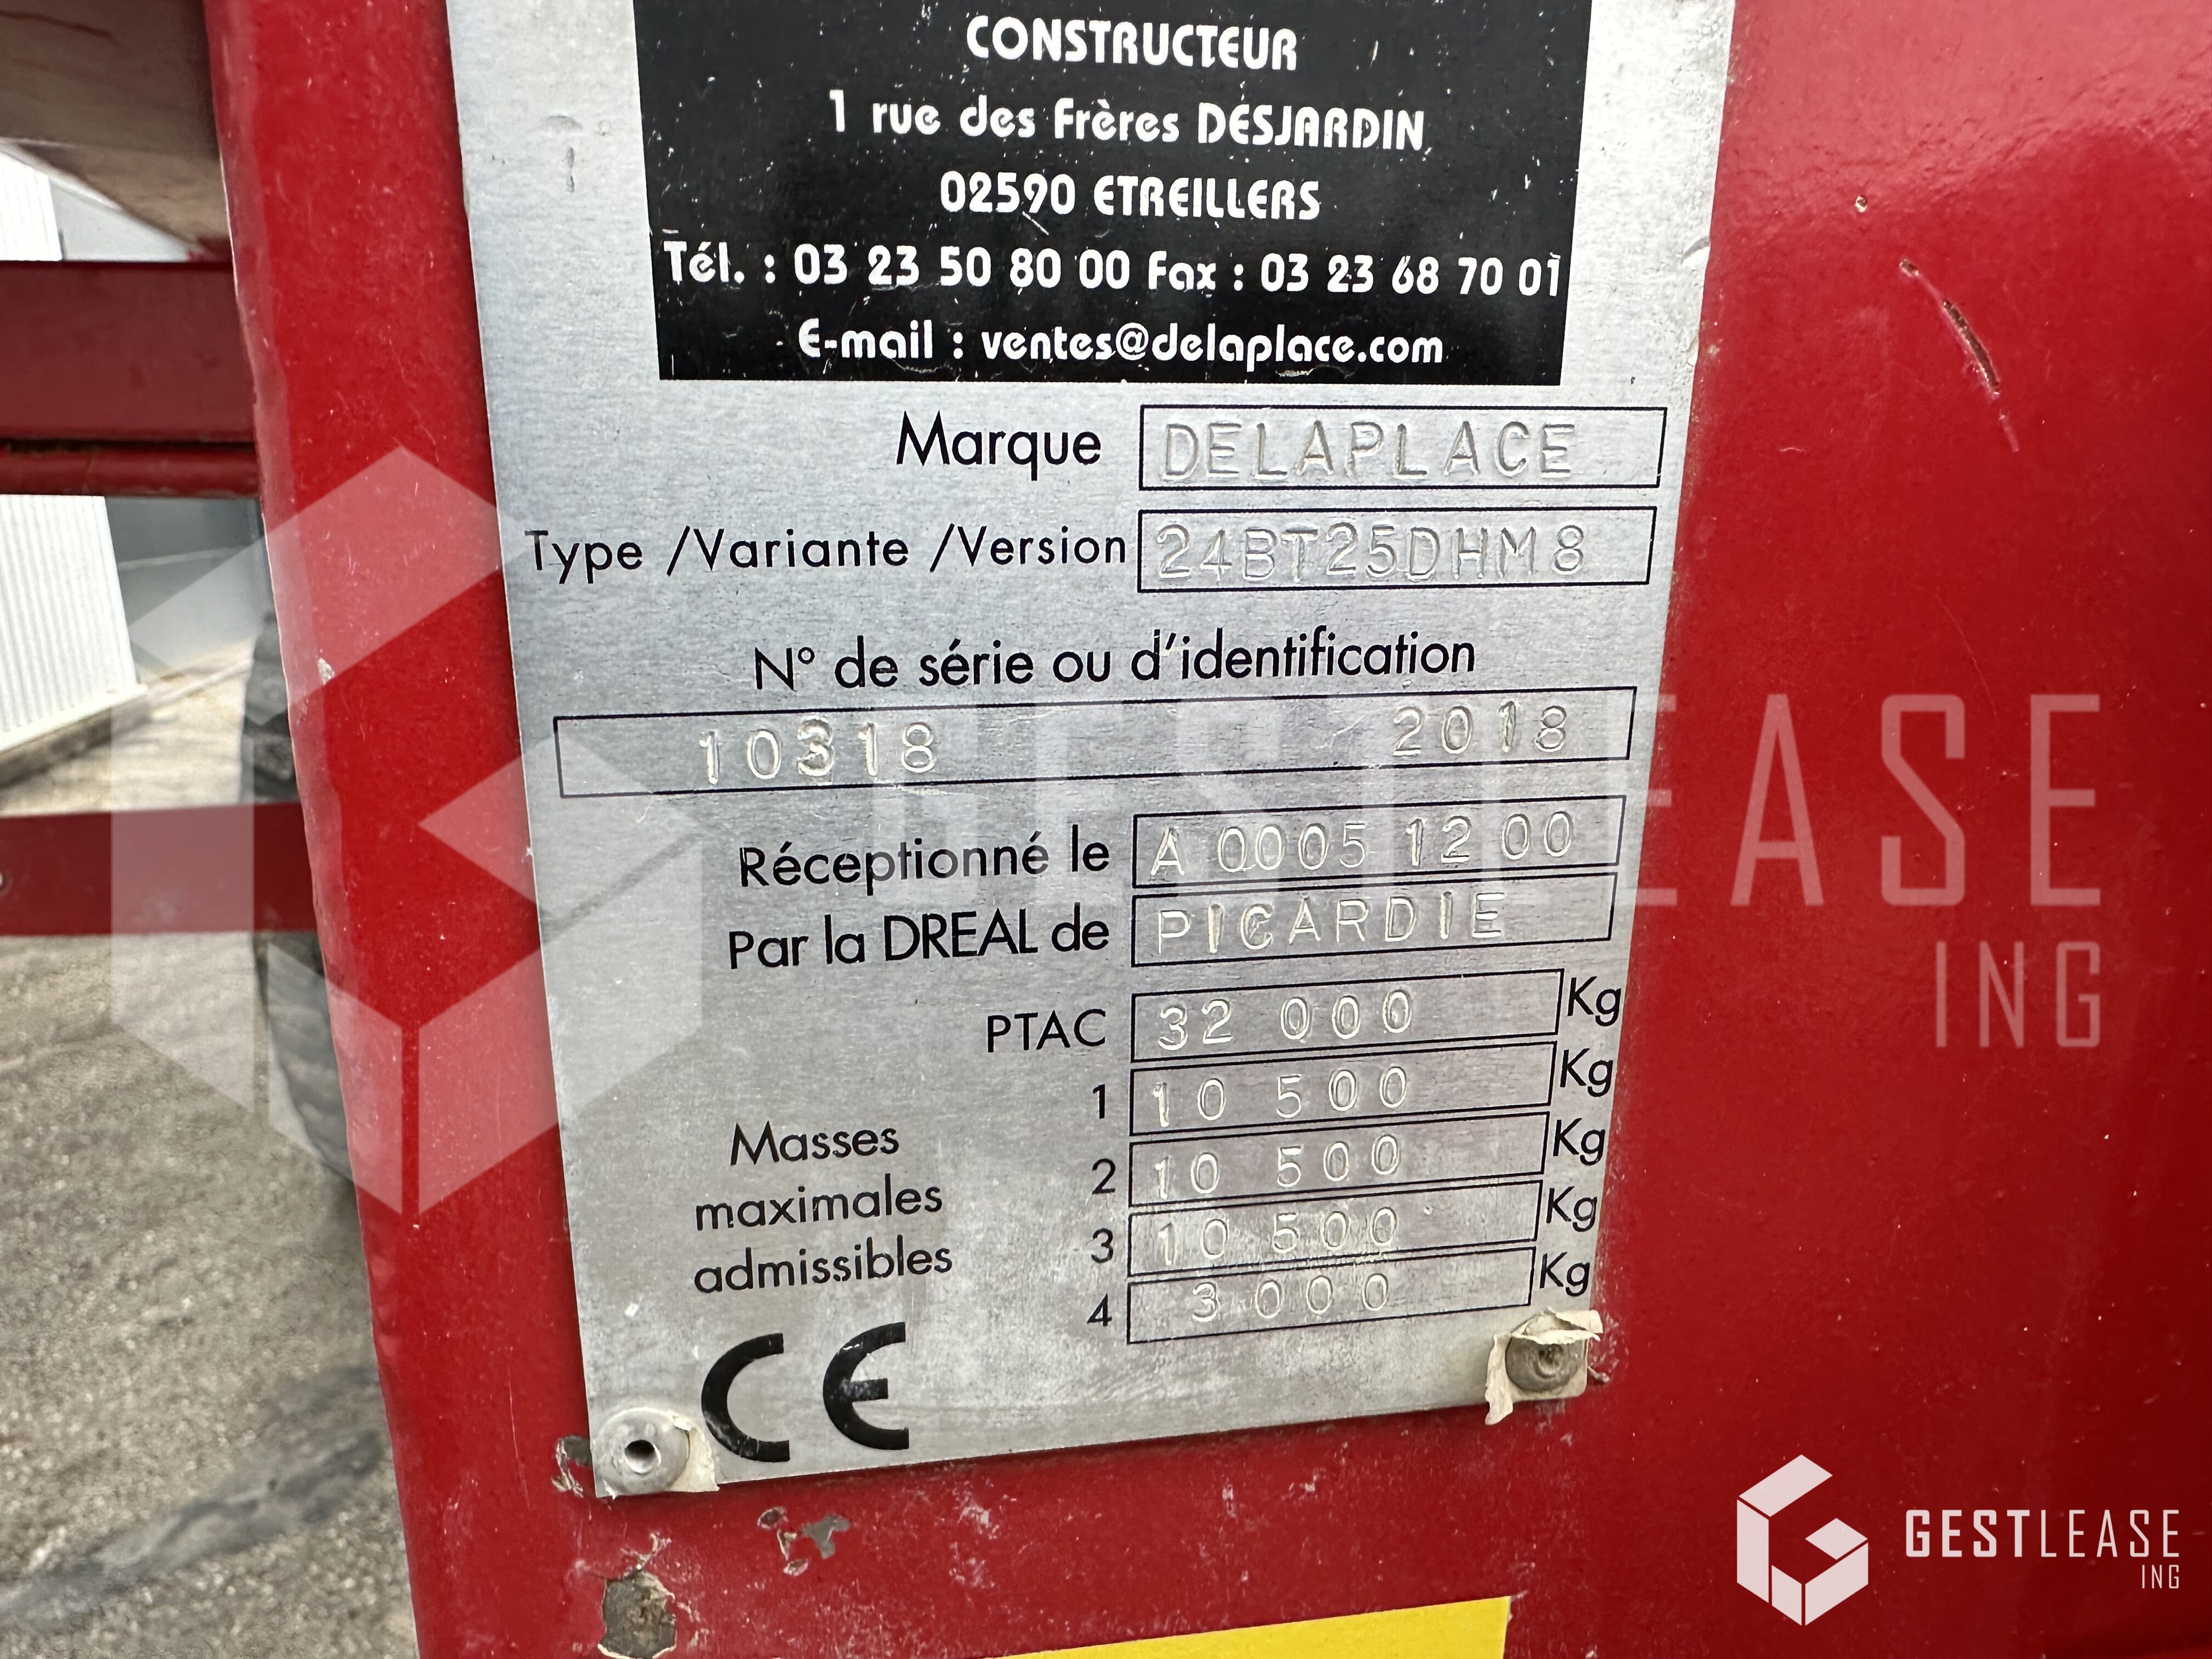 CONSTRUCTEUR
1 rue des Frères DESJARDIN
02590 ETREILLERS
Tél. : 03 23 50 80 00 Fax : 03 23 68 70 01
E-mail : ventes@delaplace.com
Marque DELAPLACE
Type /Variante /Version 24BT25DHM8
N° de série ou d'identification
10318 2018
Réceptionné le A 0005 12 00
Par la DREAL de PICARDIE
PTAC 32 000 Kg
Masses maximales admissibles
1 10 500 Kg
2 10 500 Kg
3 10 500 Kg
4 3 000 Kg
CE
GESTLEASE
ING
GESTLEASE
ING